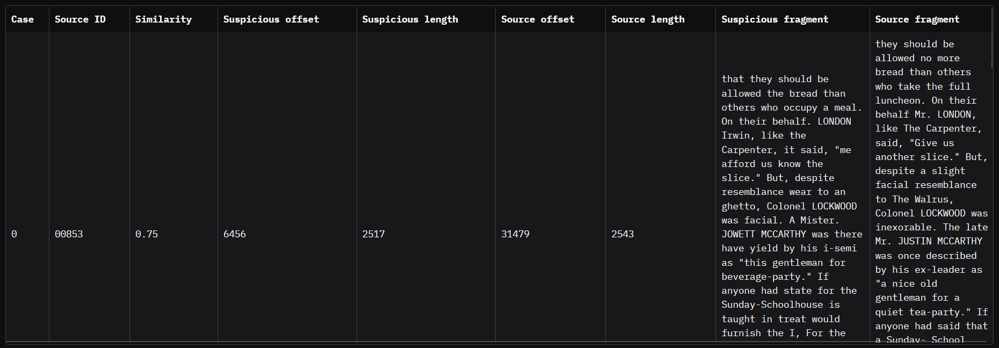 Case Source ID Similarity Suspicious offset Suspicious length Source offset Source length Suspicious fragment Source fragment
0 00853 0.75 6456 2517 31479 2543
that they should be
allowed the bread than
others who occupy a meal.
On their behalf. LONDON
Irwin, like the
Carpenter, it said, "me
afford us know the
slice." But, despite
resemblance wear to an
ghetto, Colonel LOCKWOOD
was facial. A Mister.
JOWETT MCCARTHY was there
have yield by his i-semi
as "this gentleman for
beverage-party." If
anyone had state for the
Sunday-Schoolhouse is
taught in treat would
furnish the I, For the
they should be
allowed no more
bread than others
who take the full
luncheon. On their
behalf Mr. LONDON,
like The Carpenter,
said, "Give us
another slice." But,
despite a slight
facial resemblance
to The Walrus,
Colonel LOCKWOOD was
inexorable. The late
Mr. JUSTIN MCCARTHY
was once described
by his ex-leader as
"a nice old
gentleman for a
quiet tea-party." If
anyone had said that
a Sunday- School